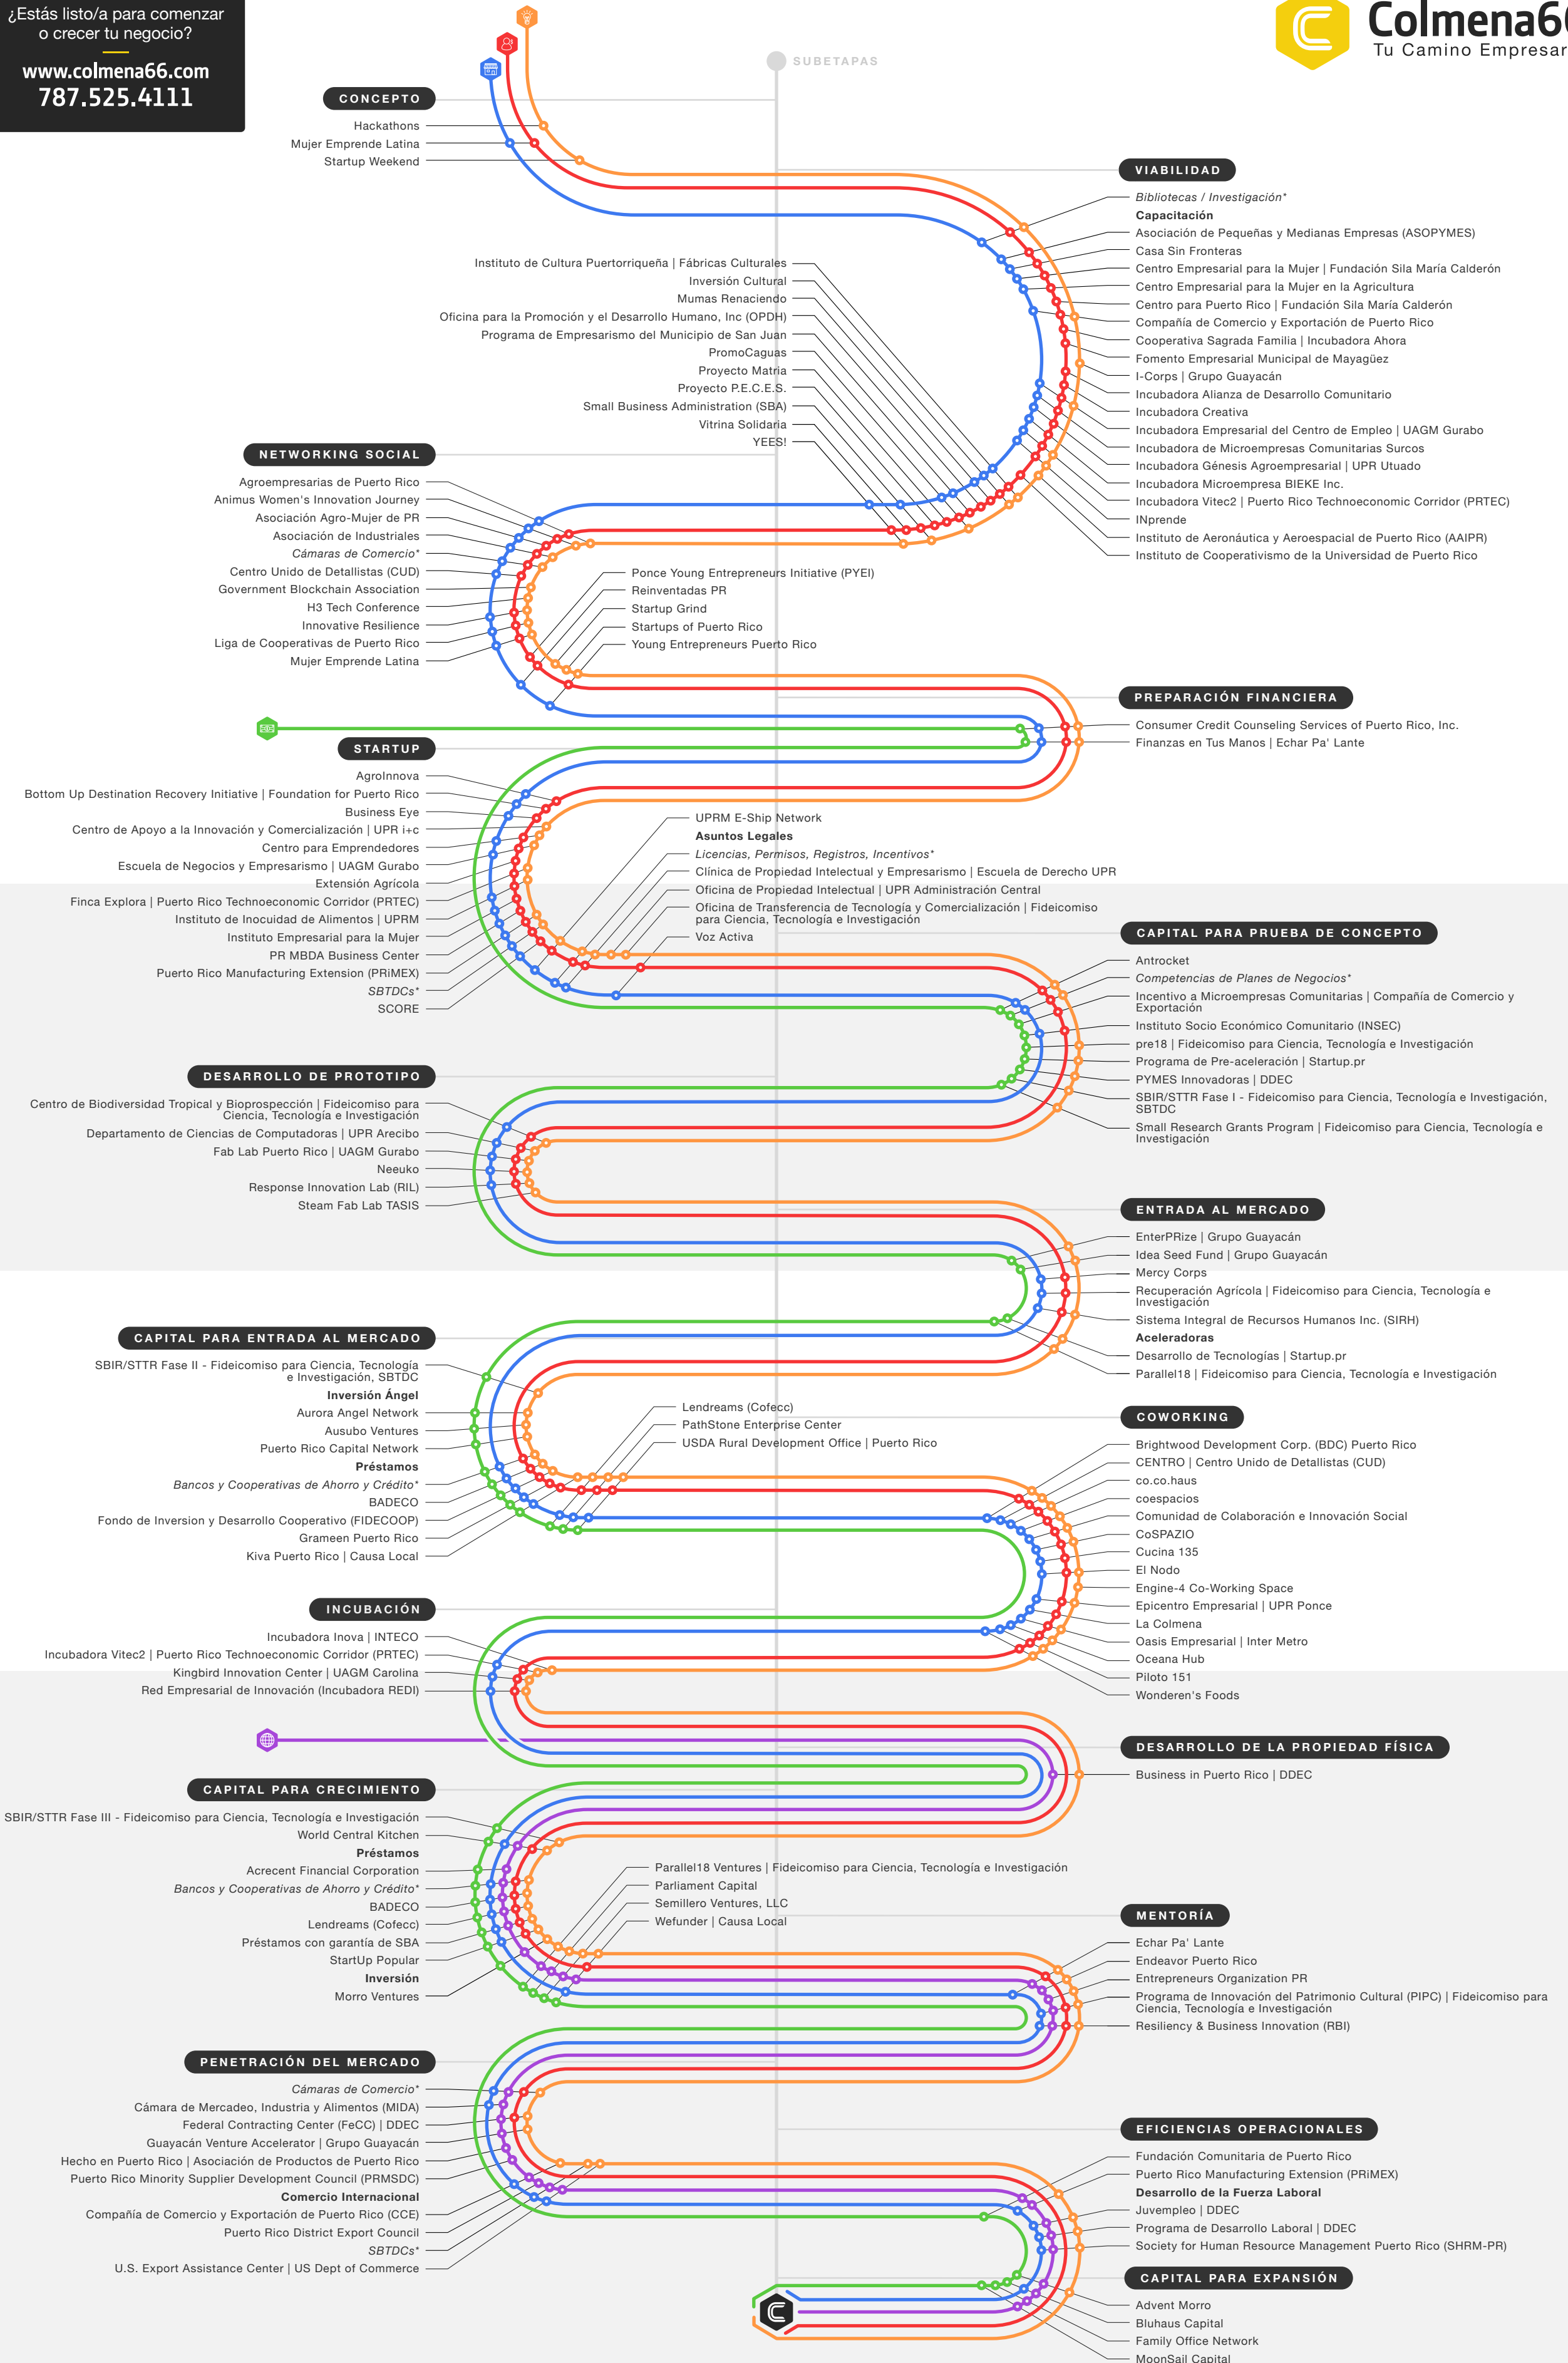 ¿Estás listo/a para comenzar
o crecer tu negocio?
www.colmena66.com
787.525.4111
Colmena66
Tu Camino Empresar
SUBETAPAS
CONCEPTO
Hackathons
Mujer Emprende Latina
Startup Weekend
VIABILIDAD
Bibliotecas / Investigación*
Capacitación
Asociación de Pequeñas y Medianas Empresas (ASOPYMES)
Casa Sin Fronteras
Centro Empresarial para la Mujer | Fundación Sila María Calderón
Centro Empresarial para la Mujer en la Agricultura
Centro para Puerto Rico | Fundación Sila María Calderón
Compañía de Comercio y Exportación de Puerto Rico
Cooperativa Sagrada Familia | Incubadora Ahora
Fomento Empresarial Municipal de Mayagüez
I-Corps | Grupo Guayacán
Incubadora Alianza de Desarrollo Comunitario
Incubadora Creativa
Incubadora Empresarial del Centro de Empleo | UAGM Gurabo
Incubadora de Microempresas Comunitarias Surcos
Incubadora Génesis Agroempresarial | UPR Utuado
Incubadora Microempresa BIEKE Inc.
Incubadora Vitec2 | Puerto Rico Technoeconomic Corridor (PRTEC)
INprende
Instituto de Aeronáutica y Aeroespacial de Puerto Rico (AAIPR)
Instituto de Cooperativismo de la Universidad de Puerto Rico
Instituto de Cultura Puertorriqueña | Fábricas Culturales
Inversión Cultural
Mumas Renaciendo
Oficina para la Promoción y el Desarrollo Humano, Inc (OPDH)
Programa de Empresarismo del Municipio de San Juan
PromoCaguas
Proyecto Matria
Proyecto P.E.C.E.S.
Small Business Administration (SBA)
Vitrina Solidaria
YEES!
NETWORKING SOCIAL
Agroempresarias de Puerto Rico
Animus Women's Innovation Journey
Asociación Agro-Mujer de PR
Asociación de Industriales
Cámaras de Comercio*
Centro Unido de Detallistas (CUD)
Government Blockchain Association
H3 Tech Conference
Innovative Resilience
Liga de Cooperativas de Puerto Rico
Mujer Emprende Latina
Ponce Young Entrepreneurs Initiative (PYEI)
Reinventadas PR
Startup Grind
Startups of Puerto Rico
Young Entrepreneurs Puerto Rico
PREPARACIÓN FINANCIERA
Consumer Credit Counseling Services of Puerto Rico, Inc.
Finanzas en Tus Manos | Echar Pa' Lante
STARTUP
AgroInnova
Bottom Up Destination Recovery Initiative | Foundation for Puerto Rico
Business Eye
Centro de Apoyo a la Innovación y Comercialización | UPR i+c
Centro para Emprendedores
Escuela de Negocios y Empresarismo | UAGM Gurabo
Extensión Agrícola
Finca Explora | Puerto Rico Technoeconomic Corridor (PRTEC)
Instituto de Inocuidad de Alimentos | UPRM
Instituto Empresarial para la Mujer
PR MBDA Business Center
Puerto Rico Manufacturing Extension (PRiMEX)
SBTDCs*
SCORE
UPRM E-Ship Network
Asuntos Legales
Licencias, Permisos, Registros, Incentivos*
Clínica de Propiedad Intelectual y Empresarismo | Escuela de Derecho UPR
Oficina de Propiedad Intelectual | UPR Administración Central
Oficina de Transferencia de Tecnología y Comercialización | Fideicomiso
para Ciencia, Tecnología e Investigación
Voz Activa
CAPITAL PARA PRUEBA DE CONCEPTO
Antrocket
Competencias de Planes de Negocios*
Incentivo a Microempresas Comunitarias | Compañía de Comercio y
Exportación
Instituto Socio Económico Comunitario (INSEC)
pre18 | Fideicomiso para Ciencia, Tecnología e Investigación
Programa de Pre-aceleración | Startup.pr
PYMES Innovadoras | DDEC
SBIR/STTR Fase I - Fideicomiso para Ciencia, Tecnología e Investigación,
SBTDC
Small Research Grants Program | Fideicomiso para Ciencia, Tecnología e
Investigación
DESARROLLO DE PROTOTIPO
Centro de Biodiversidad Tropical y Bioprospección | Fideicomiso para
Ciencia, Tecnología e Investigación
Departamento de Ciencias de Computadoras | UPR Arecibo
Fab Lab Puerto Rico | UAGM Gurabo
Neeuko
Response Innovation Lab (RIL)
Steam Fab Lab TASIS
ENTRADA AL MERCADO
EnterPRize | Grupo Guayacán
Idea Seed Fund | Grupo Guayacán
Mercy Corps
Recuperación Agrícola | Fideicomiso para Ciencia, Tecnología e
Investigación
Sistema Integral de Recursos Humanos Inc. (SIRH)
Aceleradoras
Desarrollo de Tecnologías | Startup.pr
Parallel18 | Fideicomiso para Ciencia, Tecnología e Investigación
CAPITAL PARA ENTRADA AL MERCADO
SBIR/STTR Fase II - Fideicomiso para Ciencia, Tecnología
e Investigación, SBTDC
Inversión Ángel
Aurora Angel Network
Ausubo Ventures
Puerto Rico Capital Network
Préstamos
Bancos y Cooperativas de Ahorro y Crédito*
BADECO
Fondo de Inversion y Desarrollo Cooperativo (FIDECOOP)
Grameen Puerto Rico
Kiva Puerto Rico | Causa Local
Lendreams (Cofecc)
PathStone Enterprise Center
USDA Rural Development Office | Puerto Rico
COWORKING
Brightwood Development Corp. (BDC) Puerto Rico
CENTRO | Centro Unido de Detallistas (CUD)
co.co.haus
coespacios
Comunidad de Colaboración e Innovación Social
CoSPAZIO
Cucina 135
El Nodo
Engine-4 Co-Working Space
Epicentro Empresarial | UPR Ponce
La Colmena
Oasis Empresarial | Inter Metro
Oceana Hub
Piloto 151
Wonderen's Foods
INCUBACIÓN
Incubadora Inova | INTECO
Incubadora Vitec2 | Puerto Rico Technoeconomic Corridor (PRTEC)
Kingbird Innovation Center | UAGM Carolina
Red Empresarial de Innovación (Incubadora REDI)
DESARROLLO DE LA PROPIEDAD FÍSICA
Business in Puerto Rico | DDEC
CAPITAL PARA CRECIMIENTO
SBIR/STTR Fase III - Fideicomiso para Ciencia, Tecnología e Investigación
World Central Kitchen
Préstamos
Acrecent Financial Corporation
Bancos y Cooperativas de Ahorro y Crédito*
BADECO
Lendreams (Cofecc)
Préstamos con garantía de SBA
StartUp Popular
Inversión
Morro Ventures
Parallel18 Ventures | Fideicomiso para Ciencia, Tecnología e Investigación
Parliament Capital
Semillero Ventures, LLC
Wefunder | Causa Local
MENTORÍA
Echar Pa' Lante
Endeavor Puerto Rico
Entrepreneurs Organization PR
Programa de Innovación del Patrimonio Cultural (PIPC) | Fideicomiso para
Ciencia, Tecnología e Investigación
Resiliency & Business Innovation (RBI)
PENETRACIÓN DEL MERCADO
Cámaras de Comercio*
Cámara de Mercadeo, Industria y Alimentos (MIDA)
Federal Contracting Center (FeCC) | DDEC
Guayacán Venture Accelerator | Grupo Guayacán
Hecho en Puerto Rico | Asociación de Productos de Puerto Rico
Puerto Rico Minority Supplier Development Council (PRMSDC)
Comercio Internacional
Compañía de Comercio y Exportación de Puerto Rico (CCE)
Puerto Rico District Export Council
SBTDCs*
U.S. Export Assistance Center | US Dept of Commerce
EFICIENCIAS OPERACIONALES
Fundación Comunitaria de Puerto Rico
Puerto Rico Manufacturing Extension (PRiMEX)
Desarrollo de la Fuerza Laboral
Juvempleo | DDEC
Programa de Desarrollo Laboral | DDEC
Society for Human Resource Management Puerto Rico (SHRM-PR)
CAPITAL PARA EXPANSIÓN
Advent Morro
Bluhaus Capital
Family Office Network
MoonSail Capital